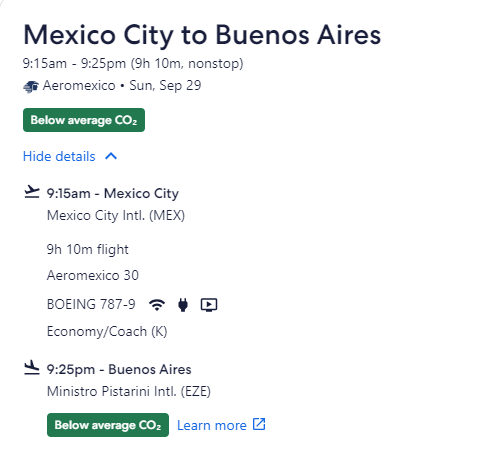 Mexico City to Buenos Aires
9:15am - 9:25pm (9h 10m, nonstop)
Aeromexico • Sun, Sep 29
Below average CO₂
Hide details
9:15am - Mexico City
Mexico City Intl. (MEX)
9h 10m flight
Aeromexico 30
BOEING 787-9
Economy/Coach (K)
9:25pm - Buenos Aires
Ministro Pistarini Intl. (EZE)
Below average CO₂ Learn more